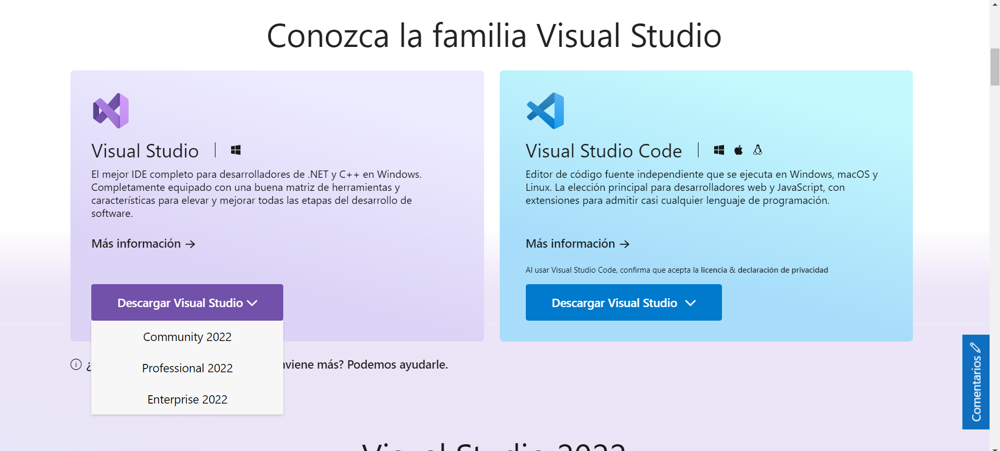 Conozca la familia Visual Studio
Visual Studio
El mejor IDE completo para desarrolladores de .NET y C++ en Windows.
Completamente equipado con una buena matriz de herramientas y
características para elevar y mejorar todas las etapas del desarrollo de
software.
Más información
Descargar Visual Studio
Community 2022
Professional 2022
Enterprise 2022
Visual Studio Code
Editor de código fuente independiente que se ejecuta en Windows, macOS y
Linux. La elección principal para desarrolladores web y JavaScript, con
extensiones para admitir casi cualquier lenguaje de programación.
Más información
Al usar Visual Studio Code, confirma que acepta la licencia & declaración de privacidad
Descargar Visual Studio
¿ más? Podemos ayudarle.
Comentarios
Visual Studio 2022